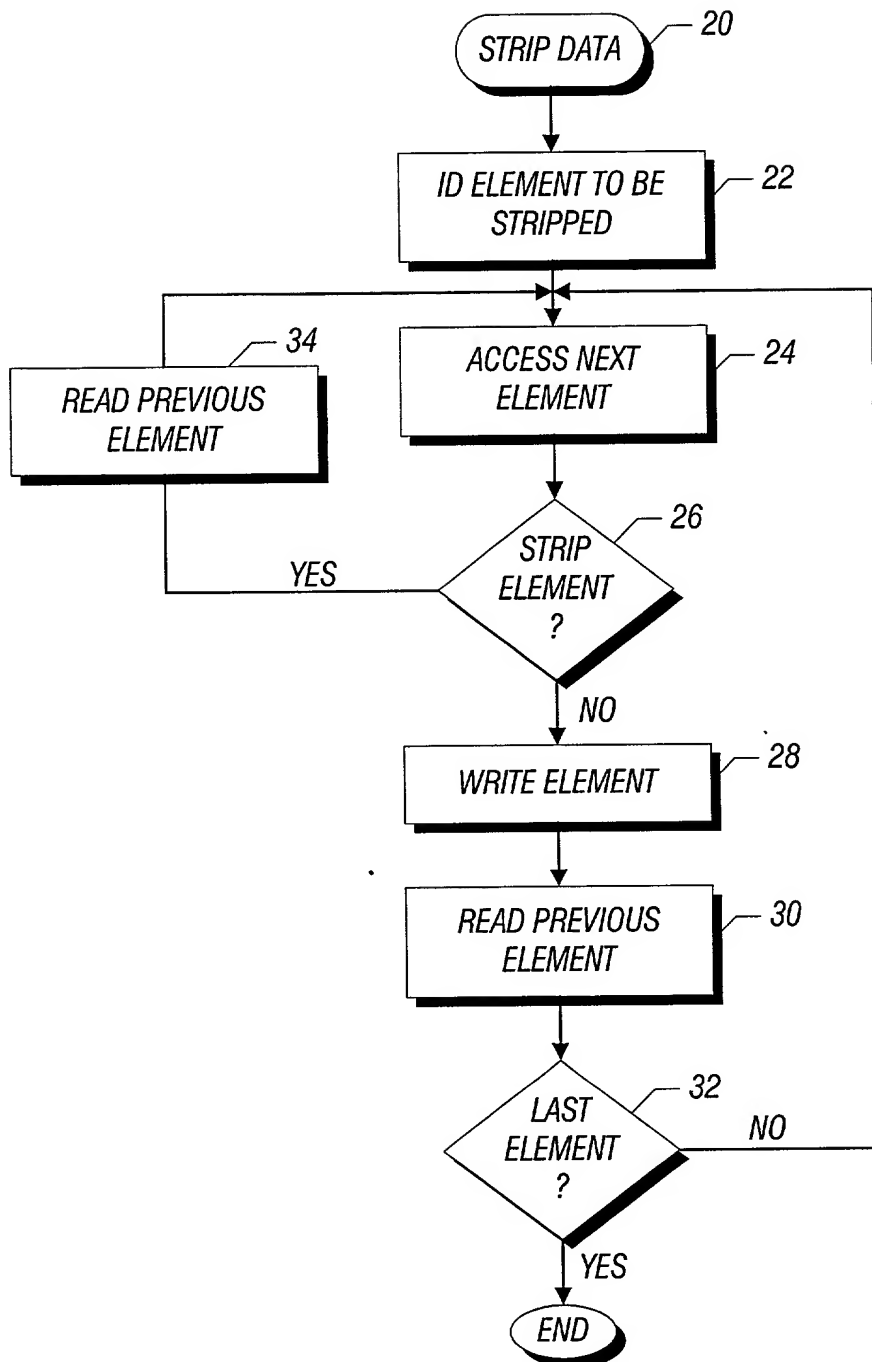 STRIP DATA
20
ID ELEMENT TO BE
STRIPPED
22
34
READ PREVIOUS
ELEMENT
ACCESS NEXT
ELEMENT
24
26
STRIP
ELEMENT
?
YES
NO
WRITE ELEMENT
28
READ PREVIOUS
ELEMENT
30
32
LAST
ELEMENT
?
NO
YES
END